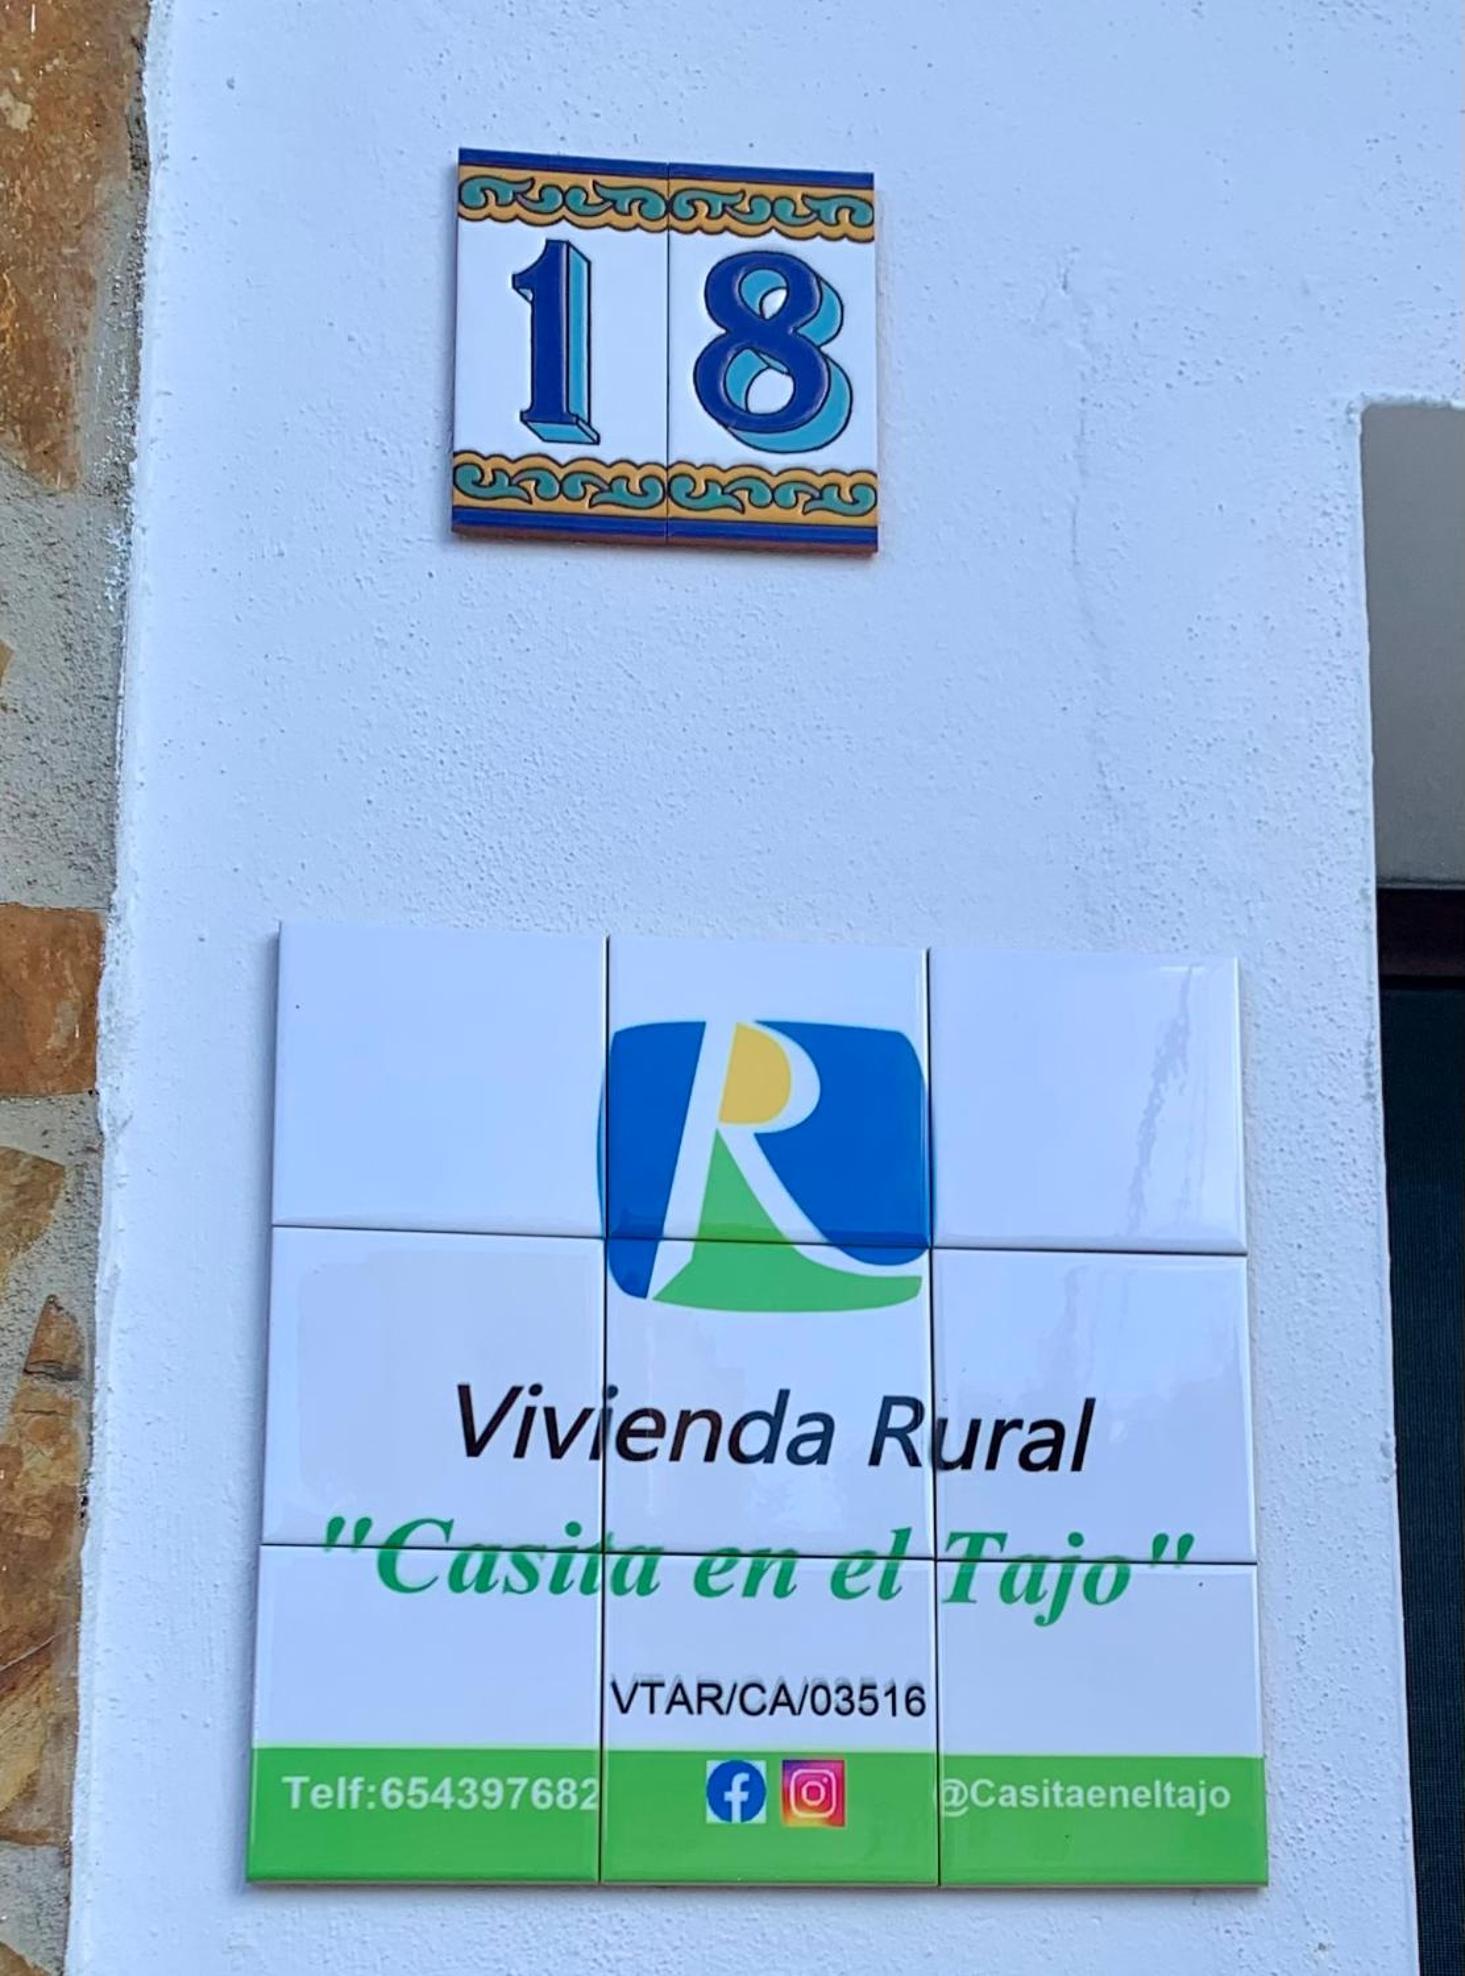 18
R
Vivienda Rural
"Casita en el Tajo"
VTAR/CA/03516
Telf:654397682 @Casitaeneltajo